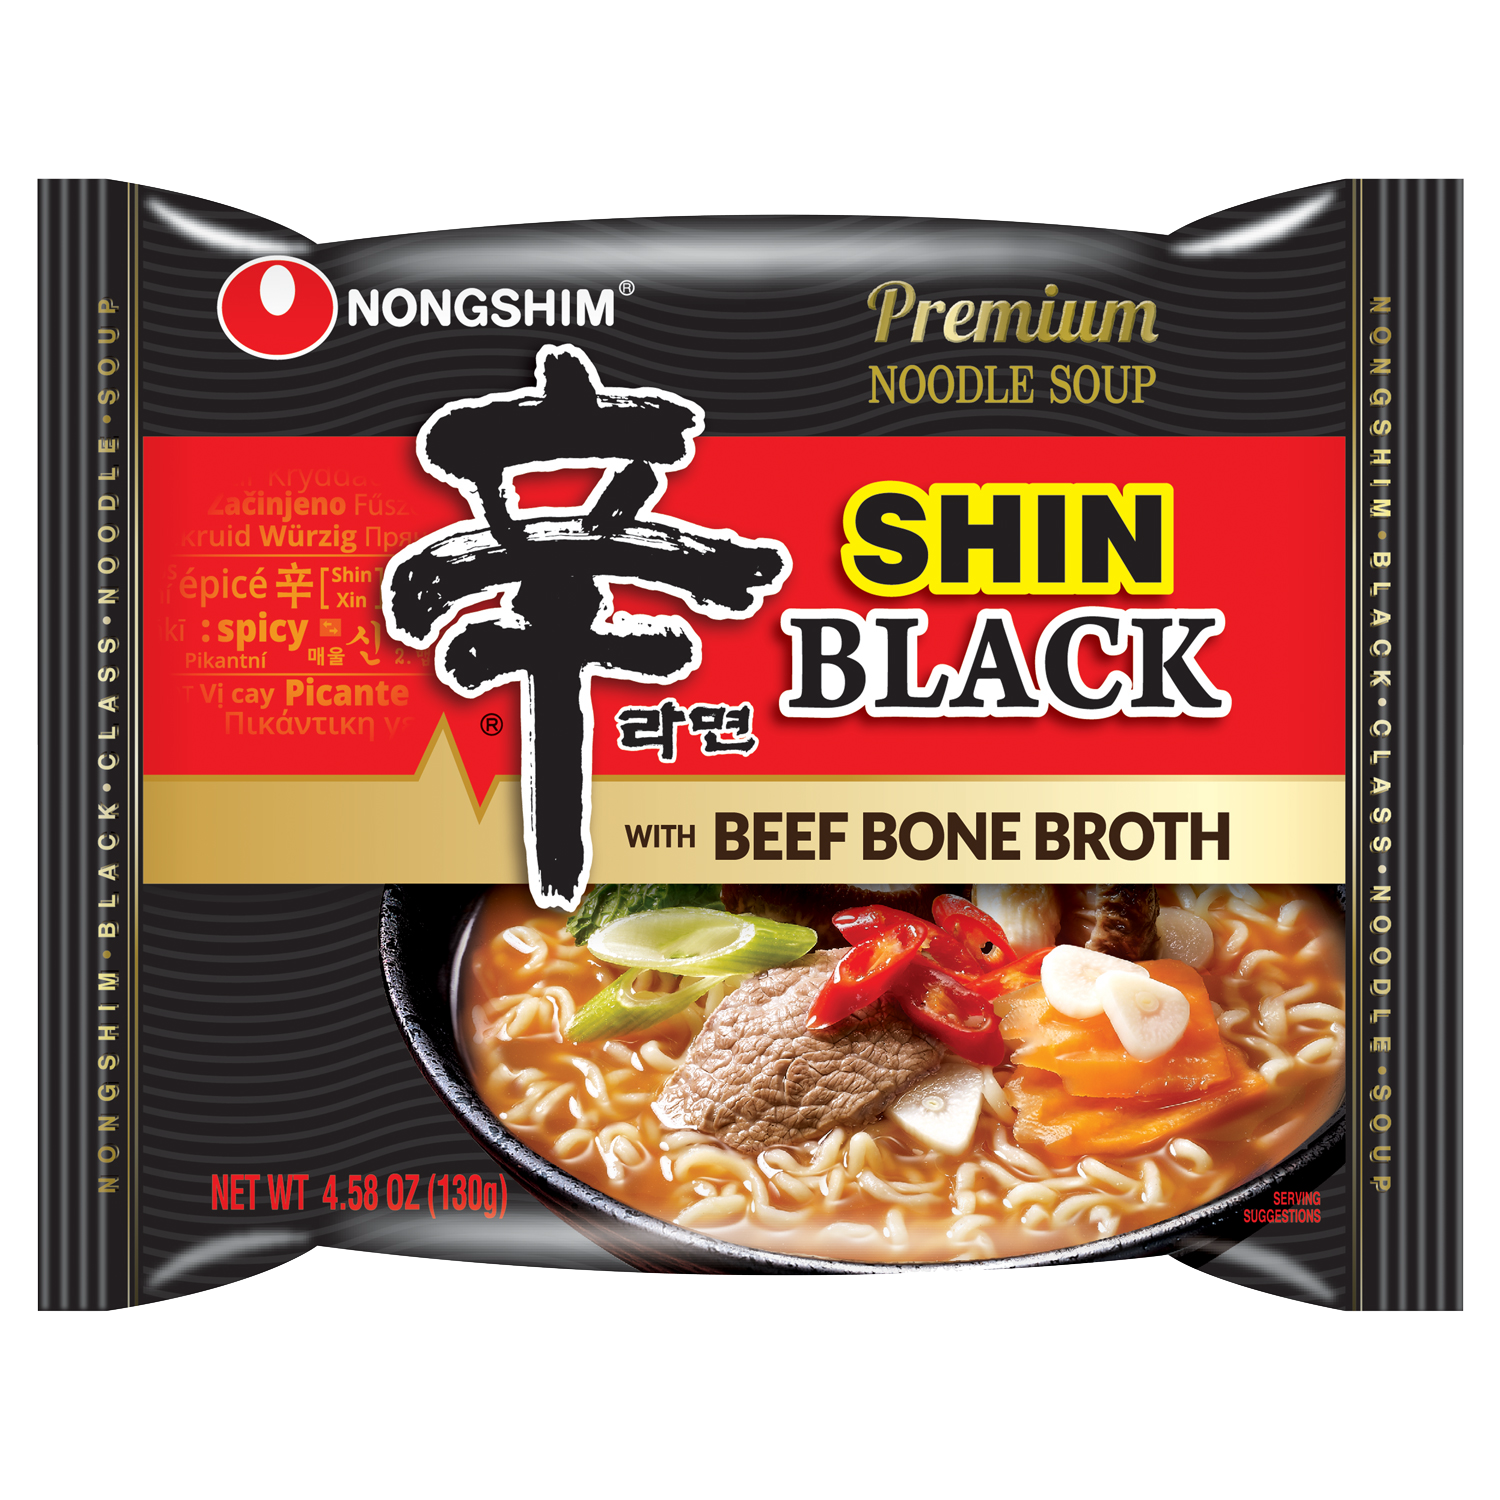 NONGSHIM®
Premium
NOODLE SOUP
辛
라면
®
SHIN
BLACK
WITH BEEF BONE BROTH
začinjeno
kruid Würzig
épicé 辛 [Shin
Xin]
: spicy
매울 신 2.
Pikantní
Vị cay Picante
Πικάντικη
NET WT 4.58 OZ (130g)
SERVING
SUGGESTIONS
NONGSHIM•BLACK•CLASS•NOODLE•SOUP
NONGSHIM•BLACK•CLASS•NOODLE•SOUP